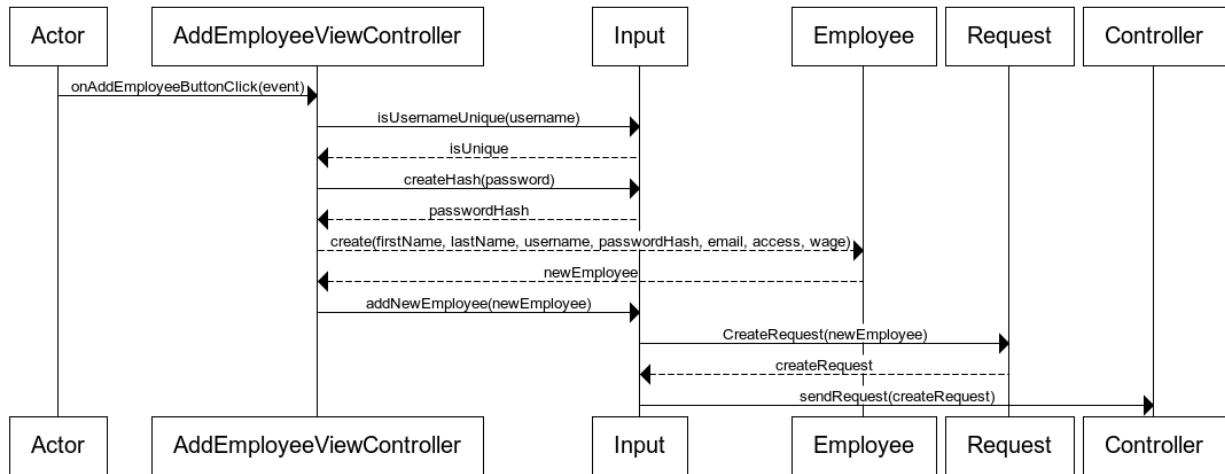 Actor
AddEmployeeViewController
Input
Employee
Request
Controller
onAddEmployeeButtonClick(event)
isUsernameUnique(username)
isUnique
createHash(password)
passwordHash
create(firstName, lastName, username, passwordHash, email, access, wage)
newEmployee
addNewEmployee(newEmployee)
CreateRequest(newEmployee)
createRequest
sendRequest(createRequest)
Actor
AddEmployeeViewController
Input
Employee
Request
Controller